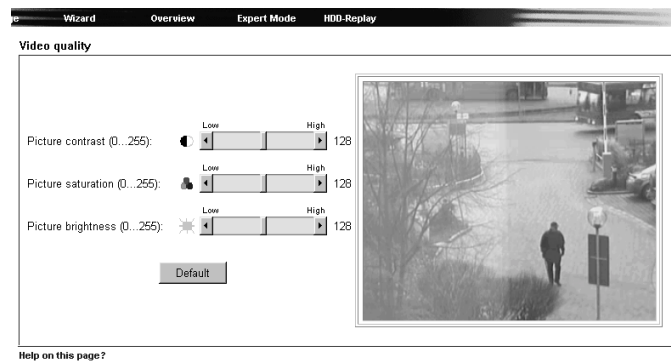 e Wizard Overview Expert Mode HDD-Replay
Video quality
Low High
Picture contrast (0...255): 128
Low High
Picture saturation (0...255): 128
Low High
Picture brightness (0...255): 128
Default
Help on this page?